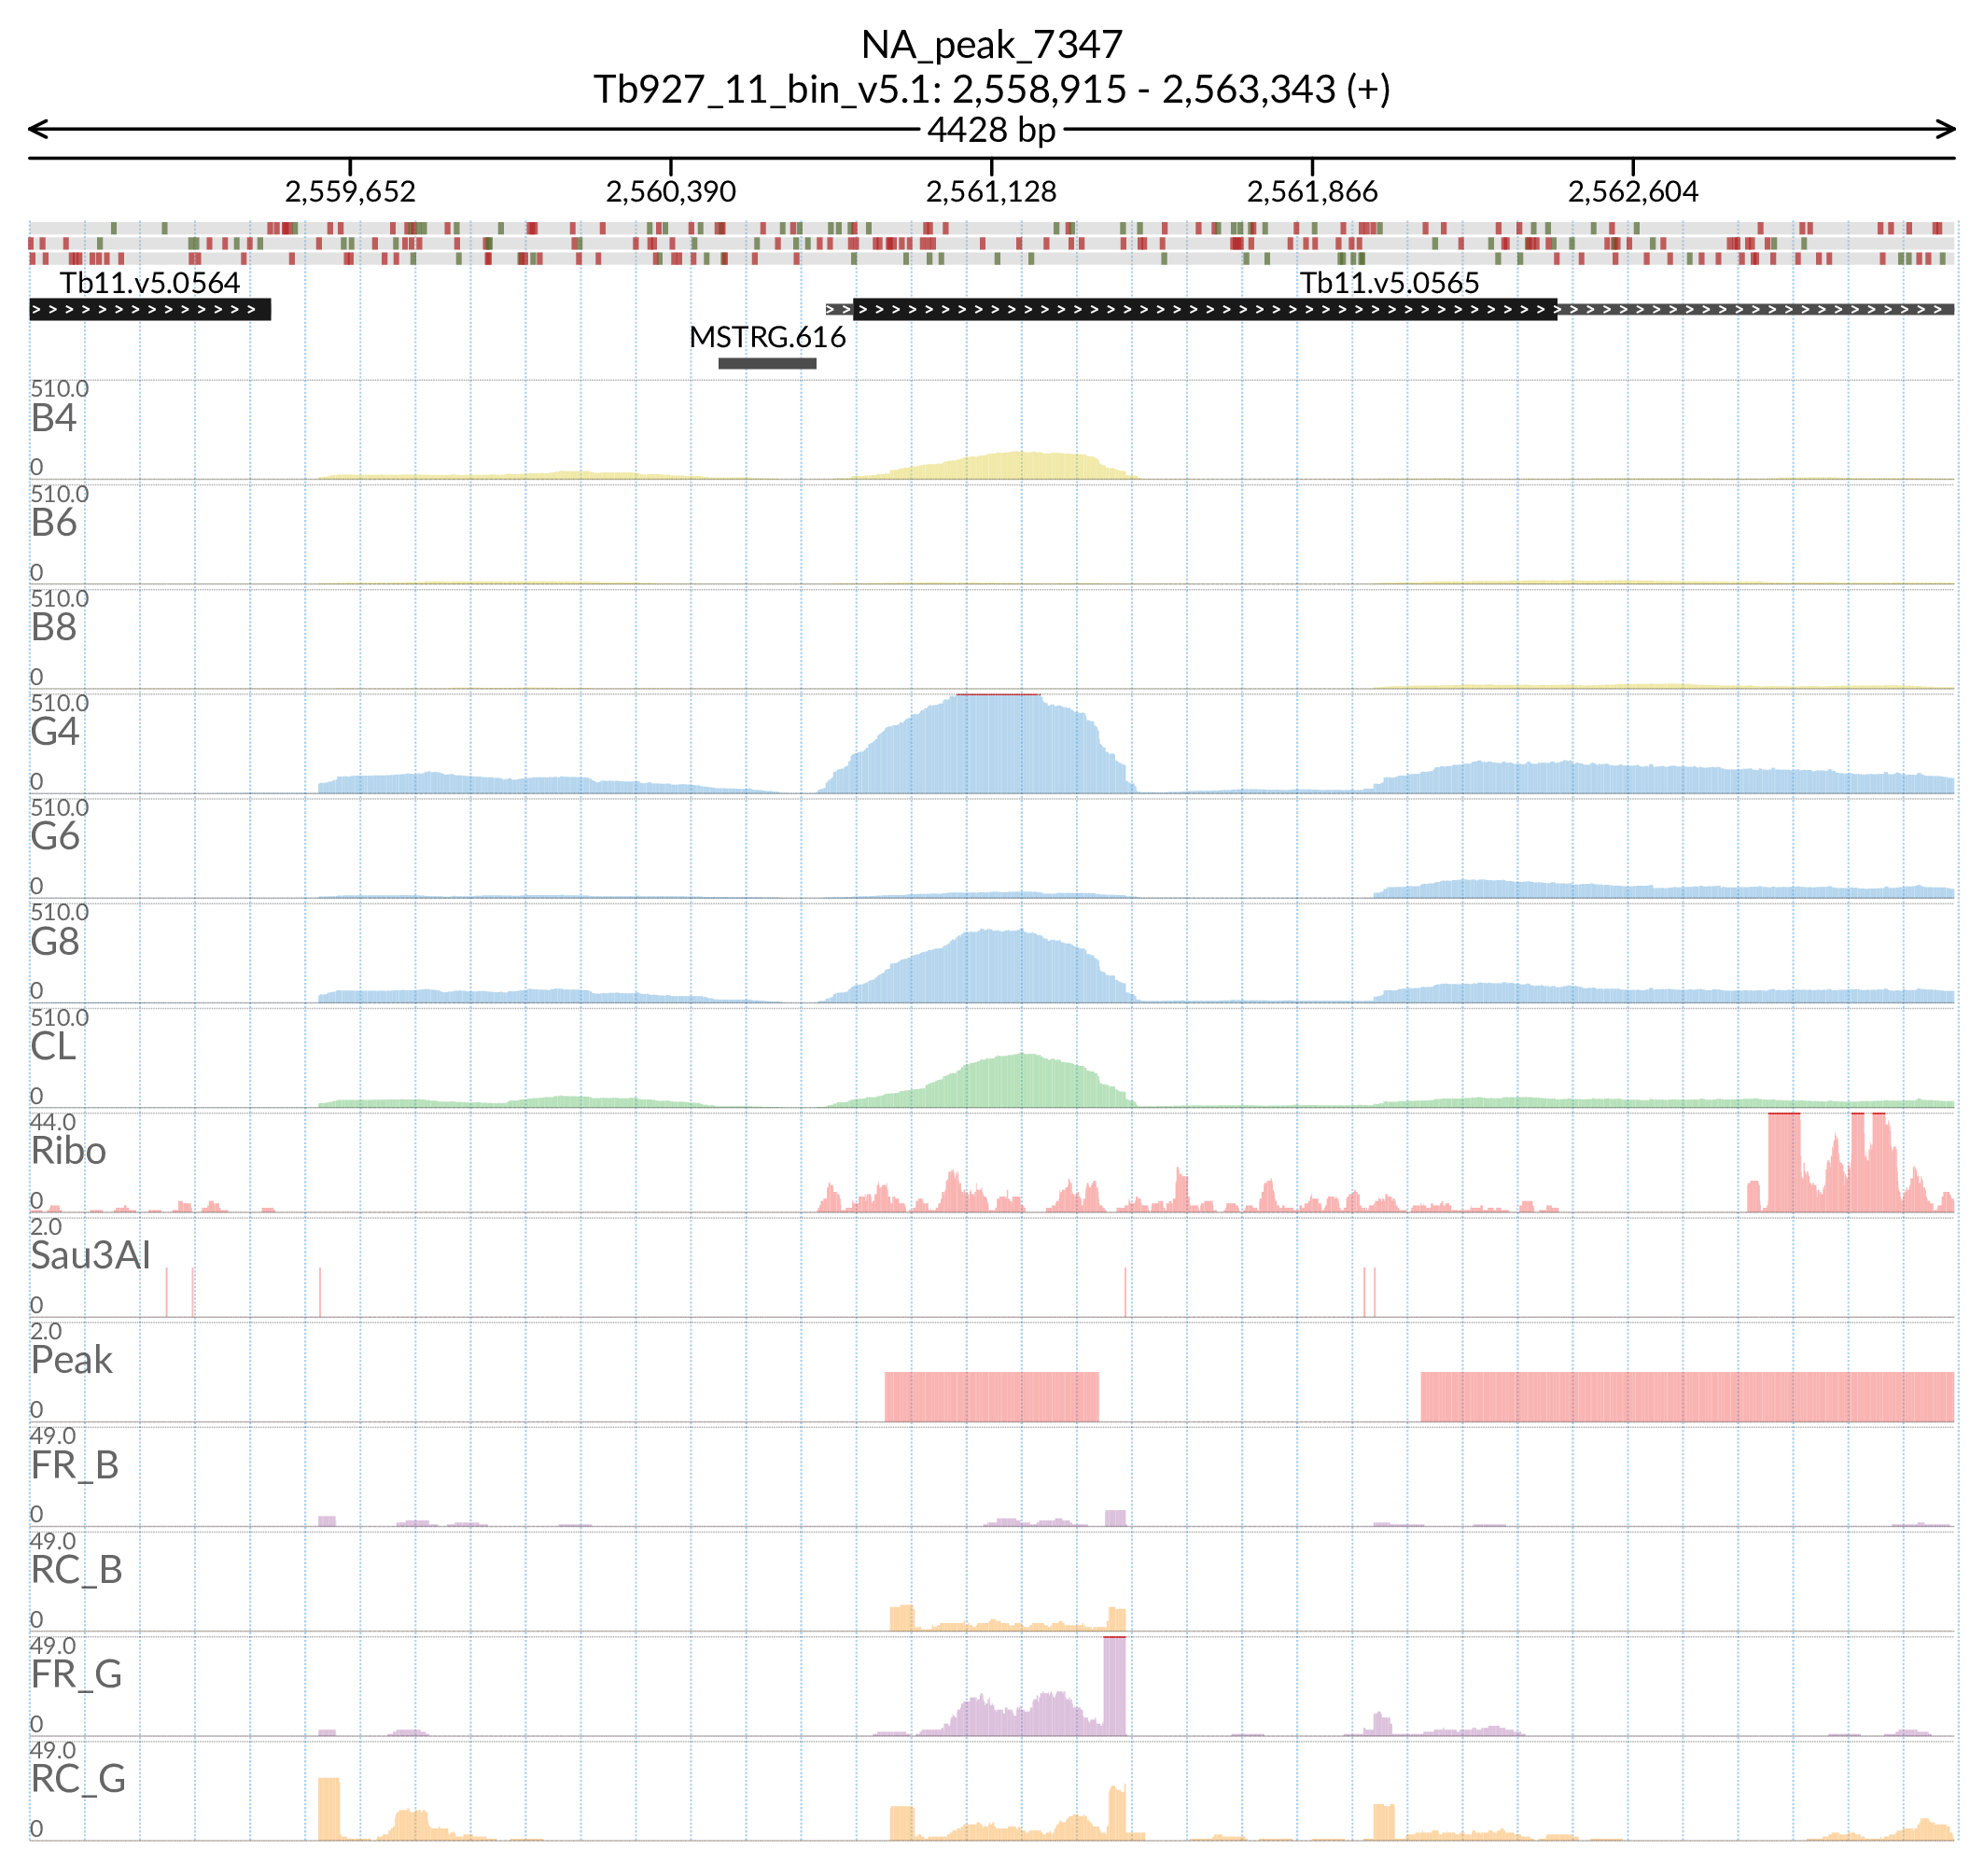 NA_peak_7347
Tb927_11_bin_v5.1: 2,558,915 - 2,563,343 (+)
4428 bp
2,559,652 2,560,390 2,561,128 2,561,866 2,562,604
Tb11.v5.0564 Tb11.v5.0565
MSTRG.616
510.0
B4
0
510.0
B6
0
510.0
B8
0
510.0
G4
0
510.0
G6
0
510.0
G8
0
510.0
CL
0
44.0
Ribo
0
2.0
Sau3AI
0
2.0
Peak
0
49.0
FR_B
0
49.0
RC_B
0
49.0
FR_G
0
49.0
RC_G
0